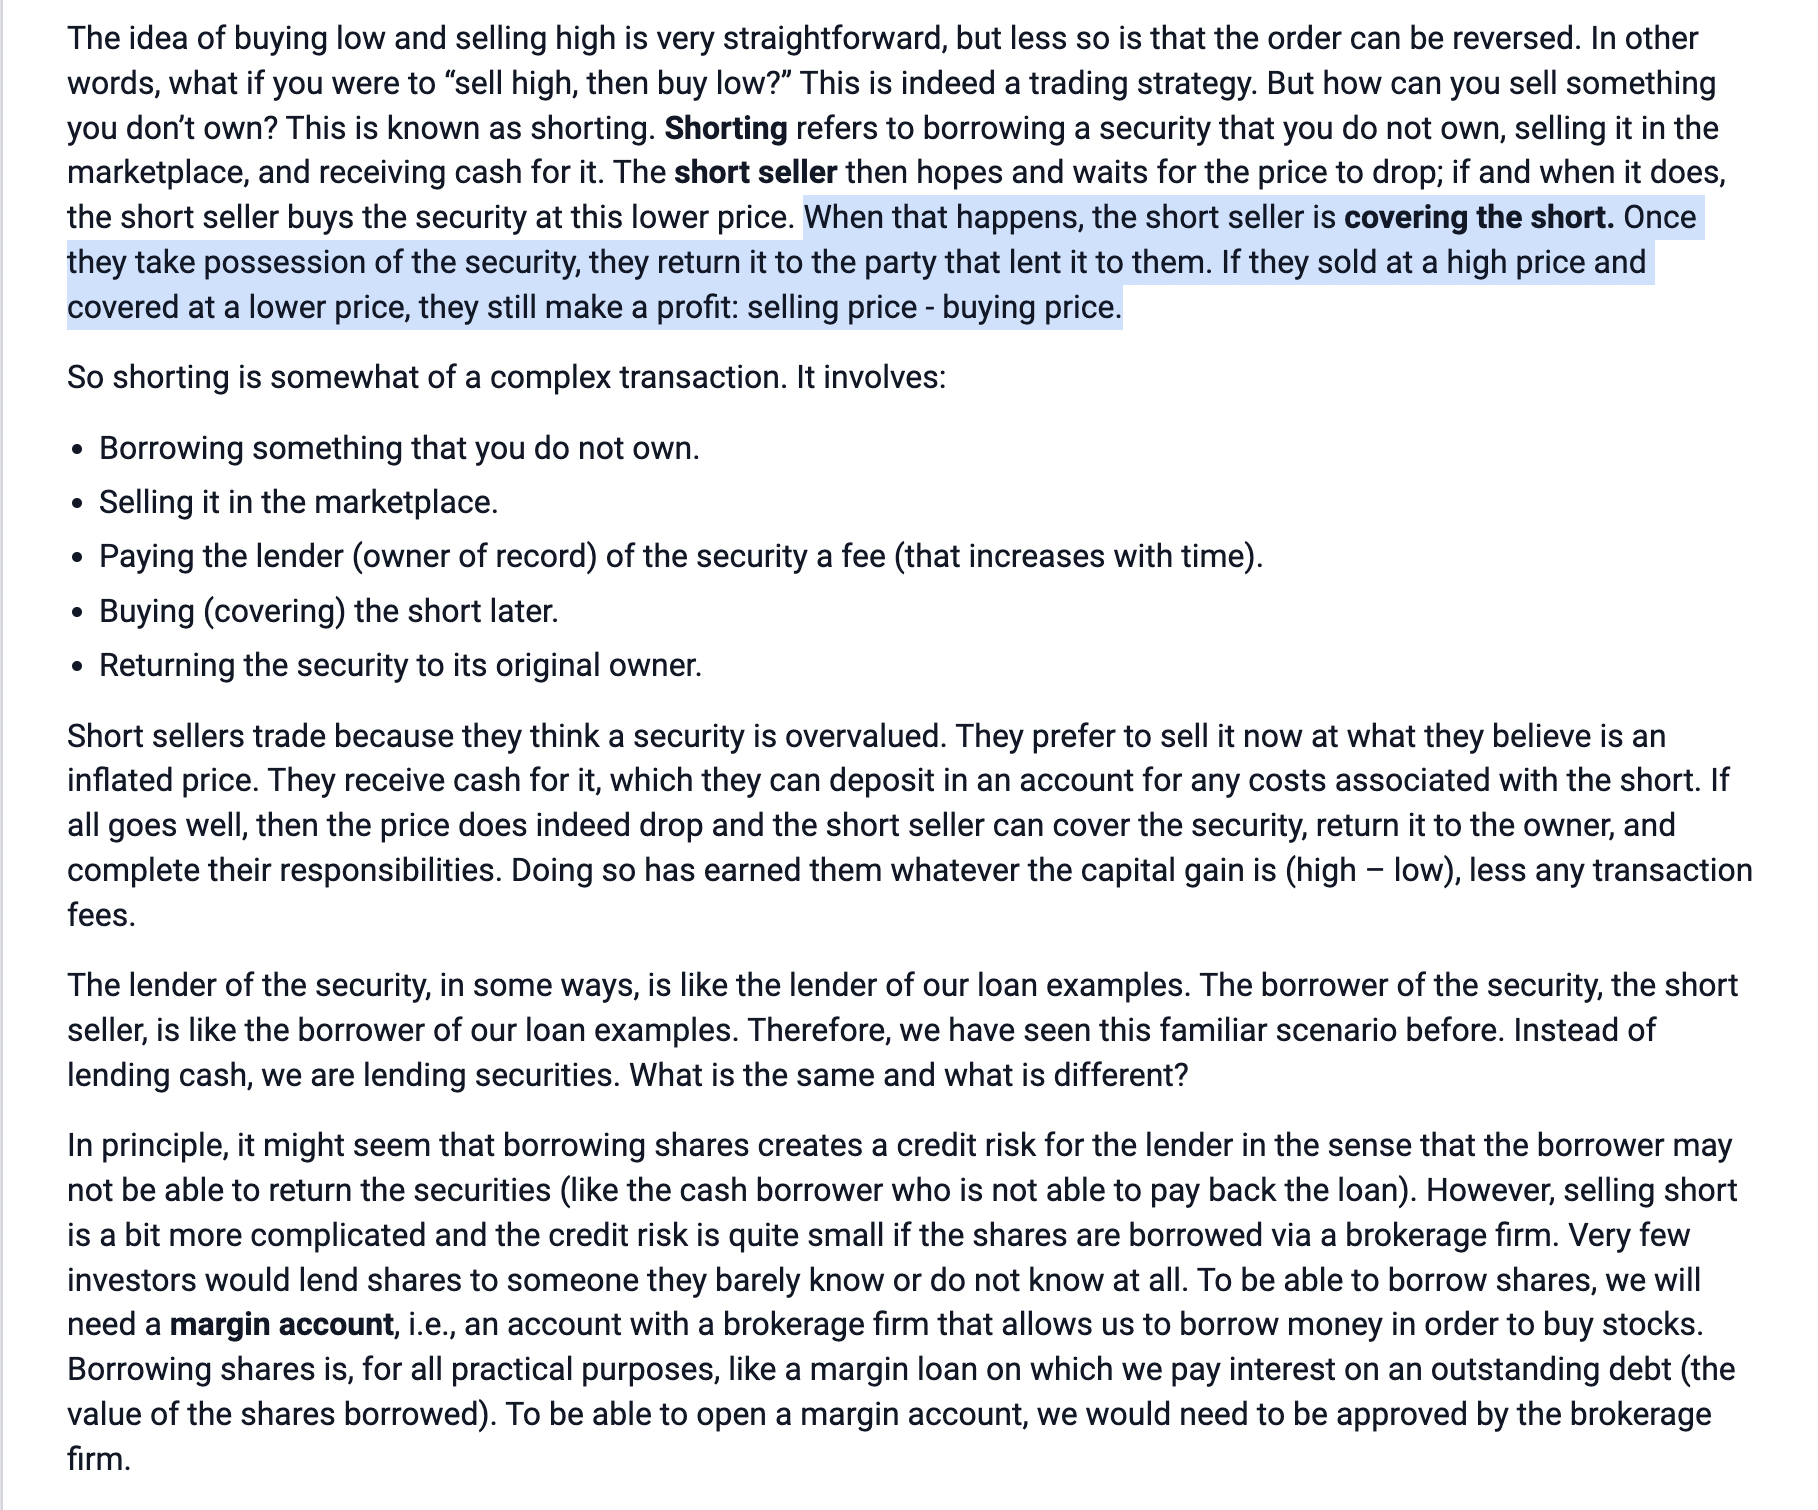 The idea of buying low and selling high is very straightforward, but less so is that the order can be reversed. In other
words, what if you were to “sell high, then buy low?” This is indeed a trading strategy. But how can you sell something
you don’t own? This is known as shorting. Shorting refers to borrowing a security that you do not own, selling it in the
marketplace, and receiving cash for it. The short seller then hopes and waits for the price to drop; if and when it does,
the short seller buys the security at this lower price. When that happens, the short seller is covering the short. Once
they take possession of the security, they return it to the party that lent it to them. If they sold at a high price and
covered at a lower price, they still make a profit: selling price - buying price.
So shorting is somewhat of a complex transaction. It involves:
• Borrowing something that you do not own.
• Selling it in the marketplace.
• Paying the lender (owner of record) of the security a fee (that increases with time).
• Buying (covering) the short later.
• Returning the security to its original owner.
Short sellers trade because they think a security is overvalued. They prefer to sell it now at what they believe is an
inflated price. They receive cash for it, which they can deposit in an account for any costs associated with the short. If
all goes well, then the price does indeed drop and the short seller can cover the security, return it to the owner, and
complete their responsibilities. Doing so has earned them whatever the capital gain is (high – low), less any transaction
fees.
The lender of the security, in some ways, is like the lender of our loan examples. The borrower of the security, the short
seller, is like the borrower of our loan examples. Therefore, we have seen this familiar scenario before. Instead of
lending cash, we are lending securities. What is the same and what is different?
In principle, it might seem that borrowing shares creates a credit risk for the lender in the sense that the borrower may
not be able to return the securities (like the cash borrower who is not able to pay back the loan). However, selling short
is a bit more complicated and the credit risk is quite small if the shares are borrowed via a brokerage firm. Very few
investors would lend shares to someone they barely know or do not know at all. To be able to borrow shares, we will
need a margin account, i.e., an account with a brokerage firm that allows us to borrow money in order to buy stocks.
Borrowing shares is, for all practical purposes, like a margin loan on which we pay interest on an outstanding debt (the
value of the shares borrowed). To be able to open a margin account, we would need to be approved by the brokerage
firm.